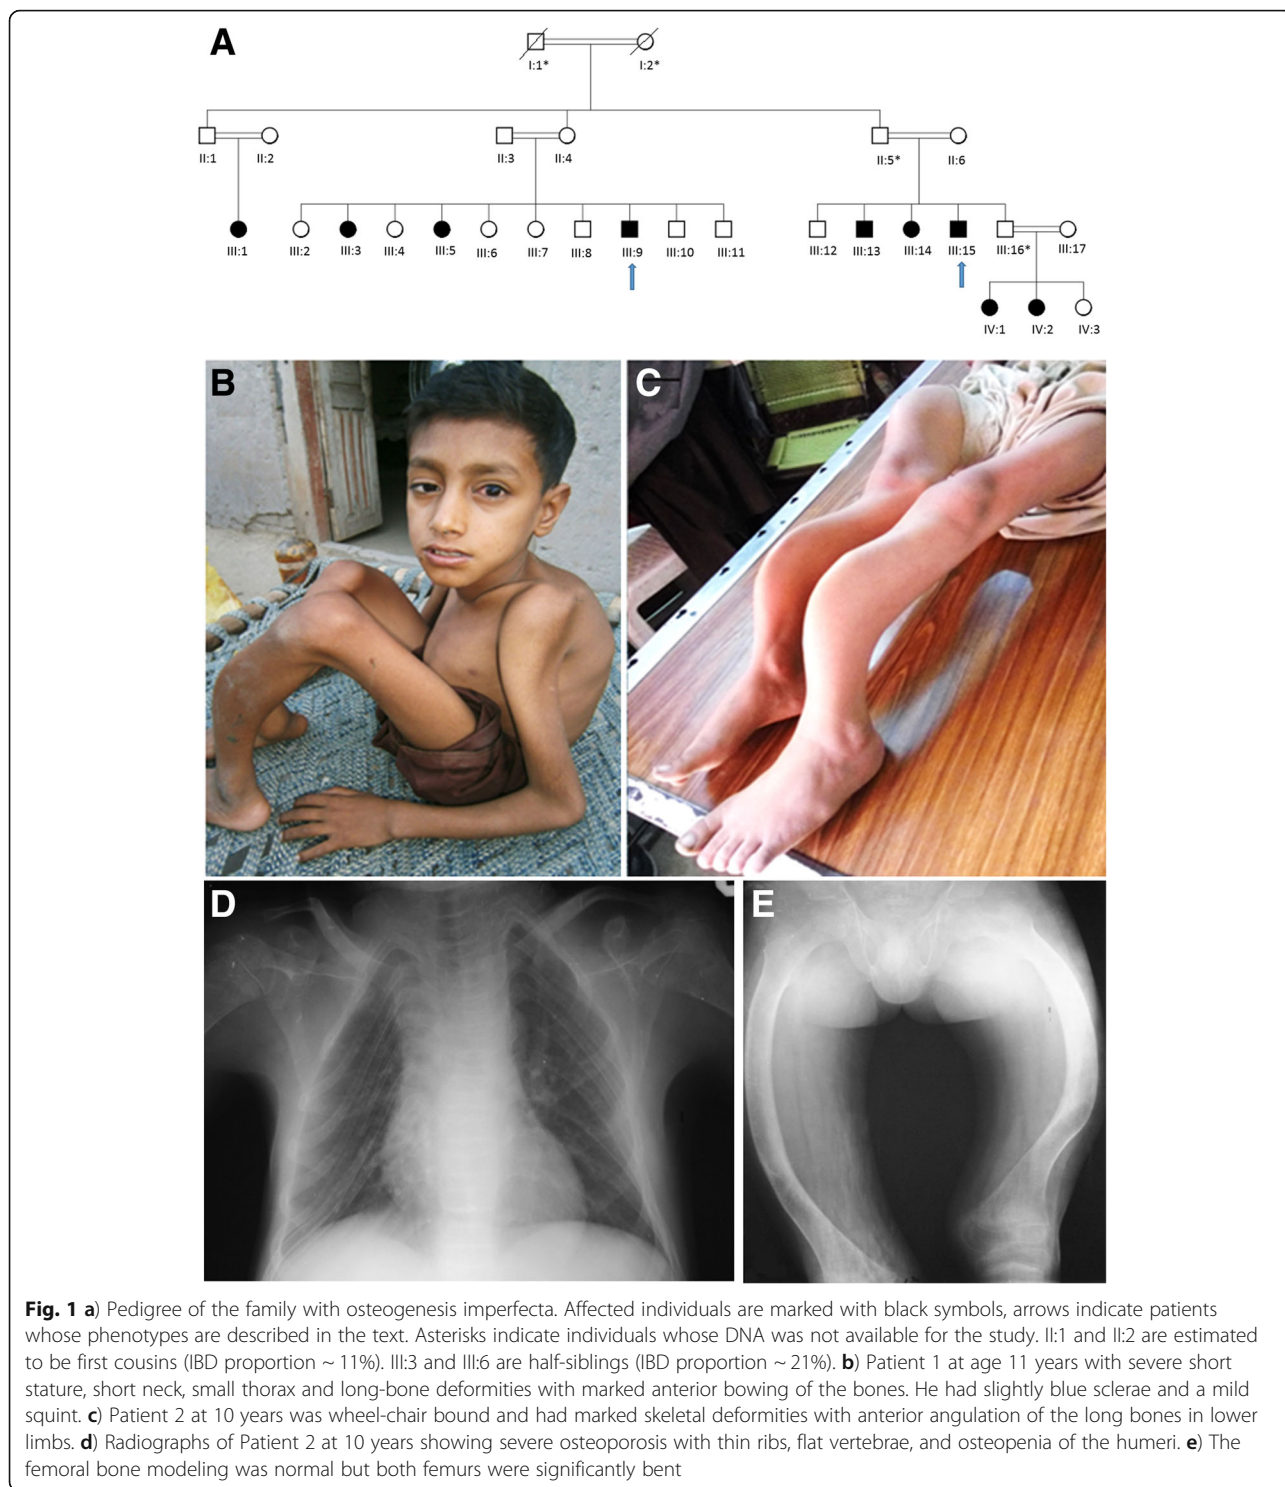 A
I:1* I:2*
II:1 II:2 II:3 II:4 II:5* II:6
III:1 III:2 III:3 III:4 III:5 III:6 III:7 III:8 III:9 III:10 III:11 III:12 III:13 III:14 III:15 III:16* III:17
IV:1 IV:2 IV:3
B C
D E
Fig. 1 a) Pedigree of the family with osteogenesis imperfecta. Affected individuals are marked with black symbols, arrows indicate patients
whose phenotypes are described in the text. Asterisks indicate individuals whose DNA was not available for the study. II:1 and II:2 are estimated
to be first cousins (IBD proportion ~ 11%). III:3 and III:6 are half-siblings (IBD proportion ~ 21%). b) Patient 1 at age 11 years with severe short
stature, short neck, small thorax and long-bone deformities with marked anterior bowing of the bones. He had slightly blue sclerae and a mild
squint. c) Patient 2 at 10 years was wheel-chair bound and had marked skeletal deformities with anterior angulation of the long bones in lower
limbs. d) Radiographs of Patient 2 at 10 years showing severe osteoporosis with thin ribs, flat vertebrae, and osteopenia of the humeri. e) The
femoral bone modeling was normal but both femurs were significantly bent